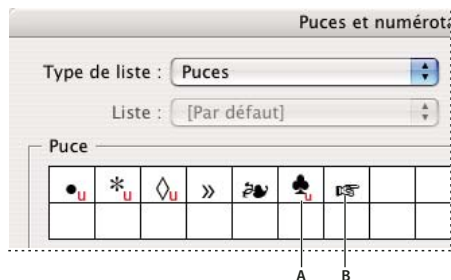 Puces et numérota
Type de liste : Puces
Liste : [Par défaut]
Puce
•u *u ◊u » ❧ ♣u ☞
A B